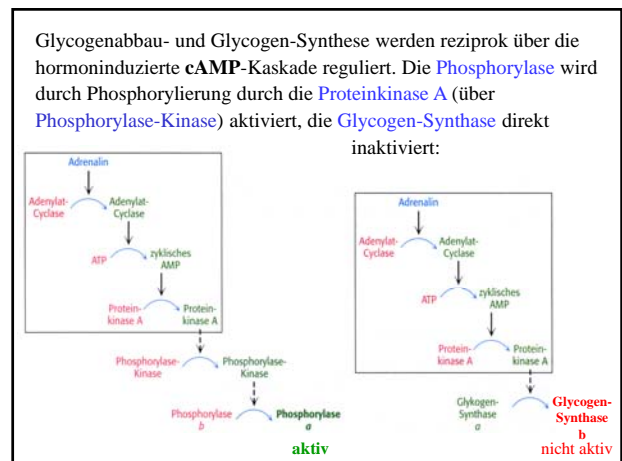 Glycogenabbau- und Glycogen-Synthese werden reziprok über die
hormoninduzierte cAMP-Kaskade reguliert. Die Phosphorylase wird
durch Phosphorylierung durch die Proteinkinase A (über
Phosphorylase-Kinase) aktiviert, die Glycogen-Synthase direkt
inaktiviert:
Adrenalin
Adenylat-
Cyclase
Adenylat-
Cyclase
ATP
zyklisches
AMP
Protein-
kinase A
Protein-
kinase A
Phosphorylase-
Kinase
Phosphorylase-
Kinase
Phosphorylase
b
Phosphorylase
a
aktiv
Adrenalin
Adenylat-
Cyclase
Adenylat-
Cyclase
ATP
zyklisches
AMP
Protein-
kinase A
Protein-
kinase A
Glykogen-
Synthase
a
Glycogen-
Synthase
b
nicht aktiv